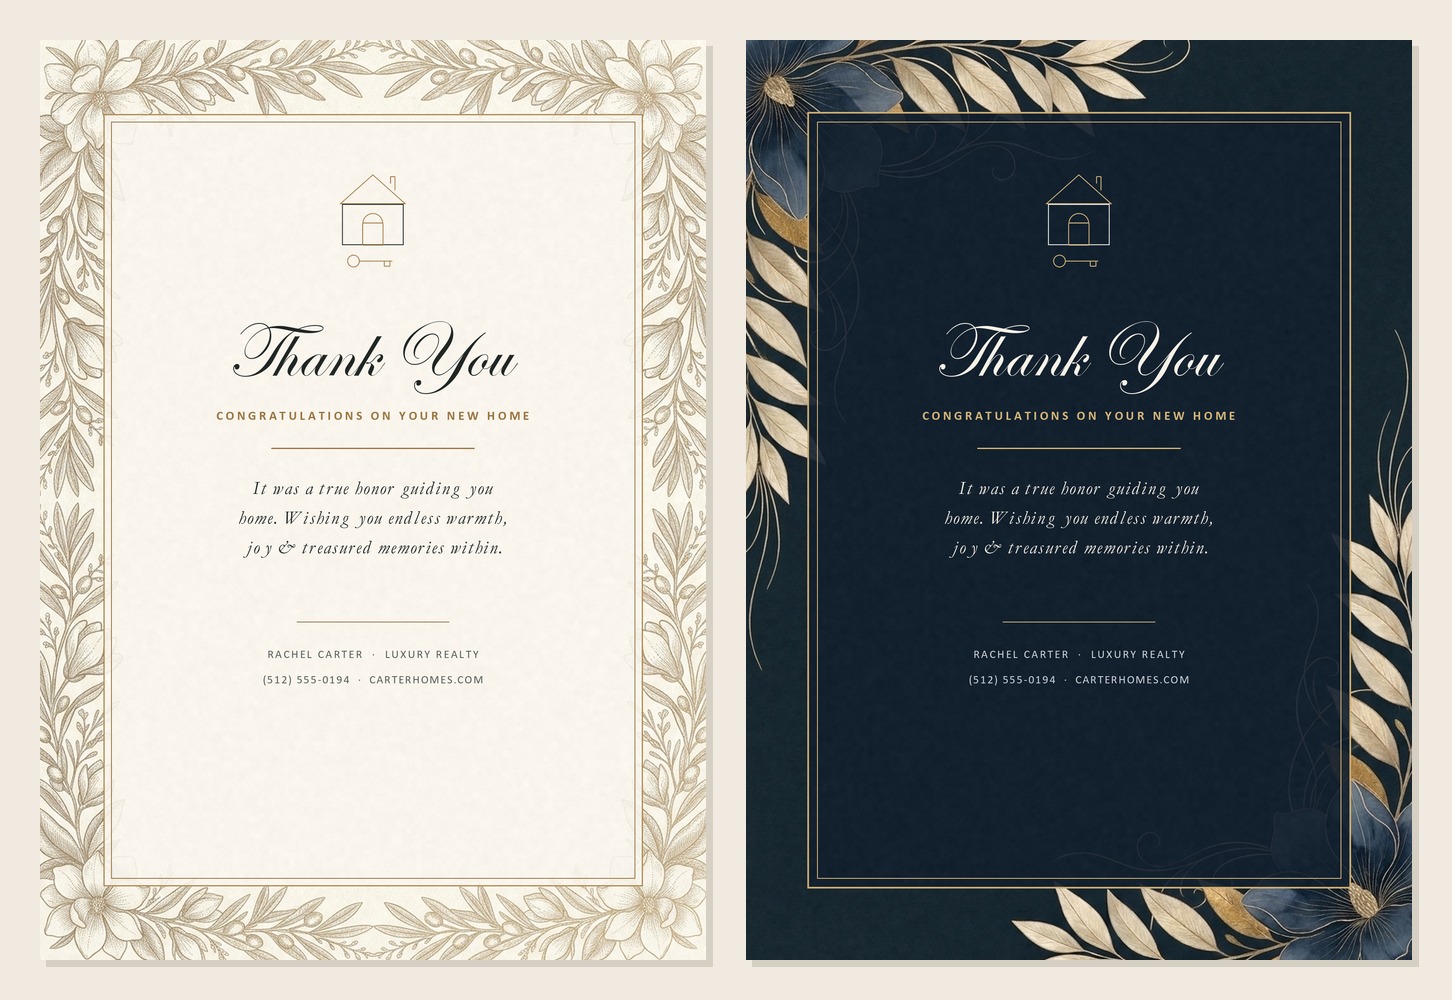 Thank You
CONGRATULATIONS ON YOUR NEW HOME
It was a true honor guiding you
home. Wishing you endless warmth,
joy & treasured memories within.
RACHEL CARTER · LUXURY REALTY
(512) 555-0194 · CARTERHOMES.COM
Thank You
CONGRATULATIONS ON YOUR NEW HOME
It was a true honor guiding you
home. Wishing you endless warmth,
joy & treasured memories within.
RACHEL CARTER · LUXURY REALTY
(512) 555-0194 · CARTERHOMES.COM